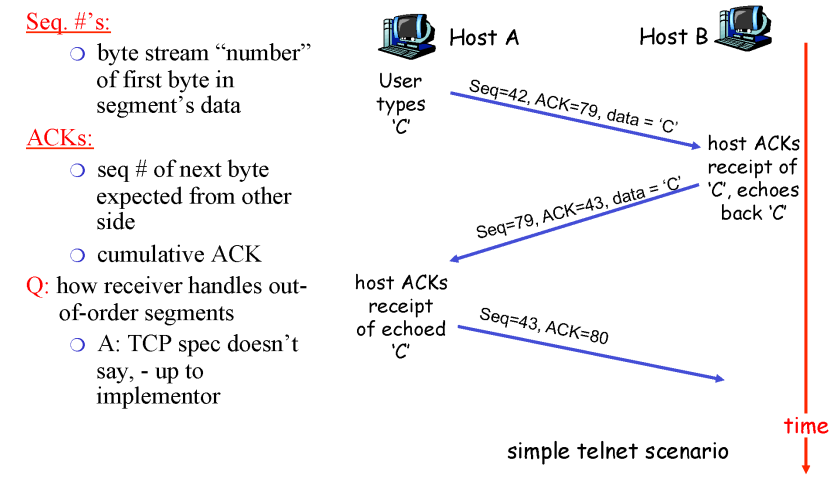 Seq. #’s:
❍ byte stream “number”
of first byte in
segment’s data
ACKs:
❍ seq # of next byte
expected from other
side
❍ cumulative ACK
Q: how receiver handles out-
of-order segments
❍ A: TCP spec doesn’t
say, - up to
implementor
Host A
Host B
User
types
‘C’
Seq=42, ACK=79, data = ‘C’
host ACKs
receipt of
‘C’, echoes
back ‘C’
Seq=79, ACK=43, data = ‘C’
host ACKs
receipt
of echoed
‘C’
Seq=43, ACK=80
time
simple telnet scenario